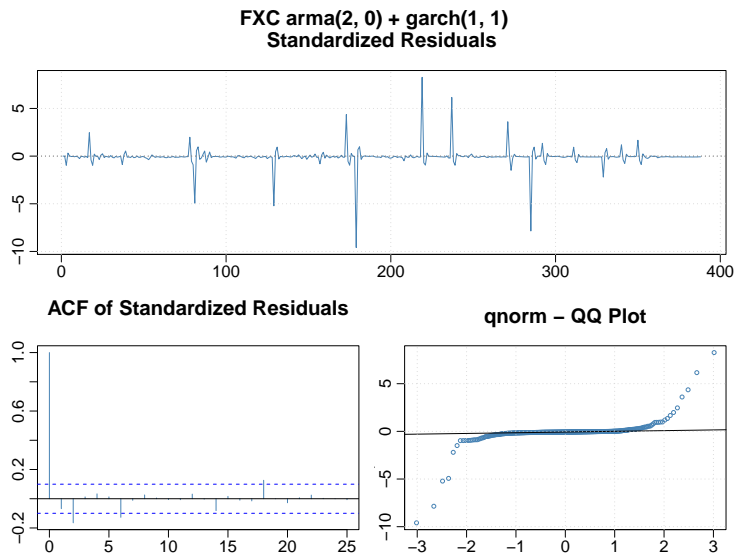 FXC arma(2, 0) + garch(1, 1)
Standardized Residuals
5
0
−5
−10
0 100 200 300 400
ACF of Standardized Residuals
1.0
0.6
0.2
−0.2
0 5 10 15 20 25
qnorm − QQ Plot
5
0
−5
−10
−3 −2 −1 0 1 2 3